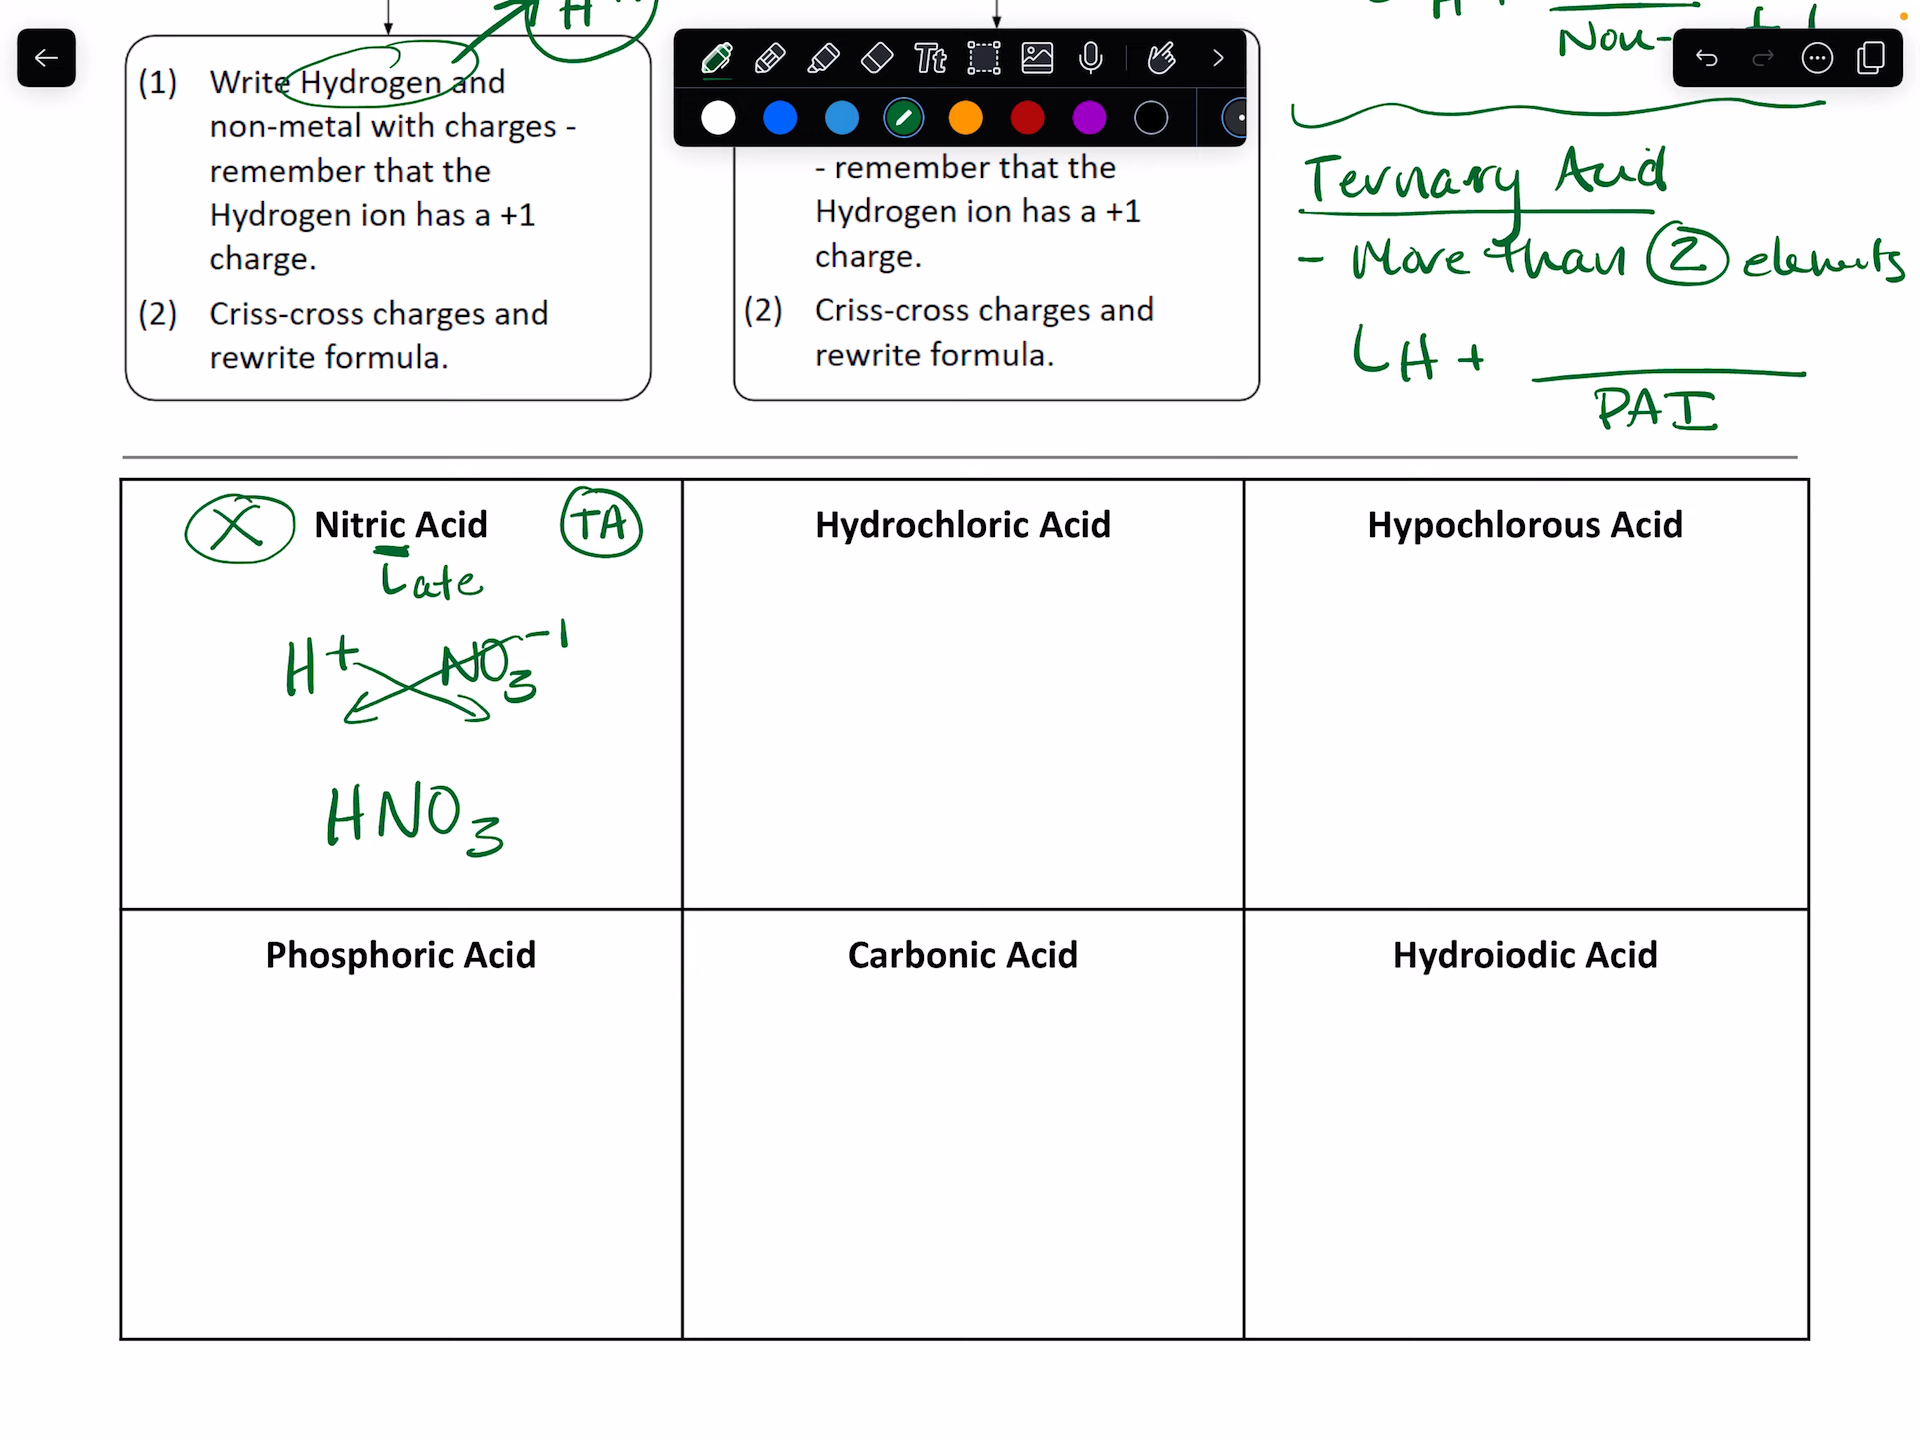 H
(1) Write Hydrogen and
non-metal with charges -
remember that the
Hydrogen ion has a +1
charge.
(2) Criss-cross charges and
rewrite formula.
Tt
- remember that the
Hydrogen ion has a +1
charge.
(2) Criss-cross charges and
rewrite formula.
H +
Non-
Ternary Acid
- More than 2 elements
H +
PAI
X Nitric Acid TA
ate
H+ NO3-1
HNO3
Hydrochloric Acid
Hypochlorous Acid
Phosphoric Acid
Carbonic Acid
Hydroiodic Acid